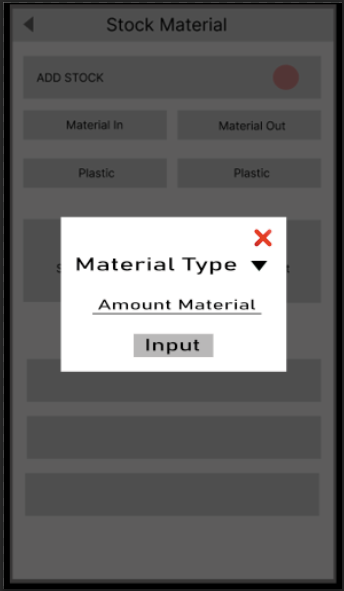 Stock Material
ADD STOCK
Material In Material Out
Plastic Plastic
Material Type
Amount Material
Input